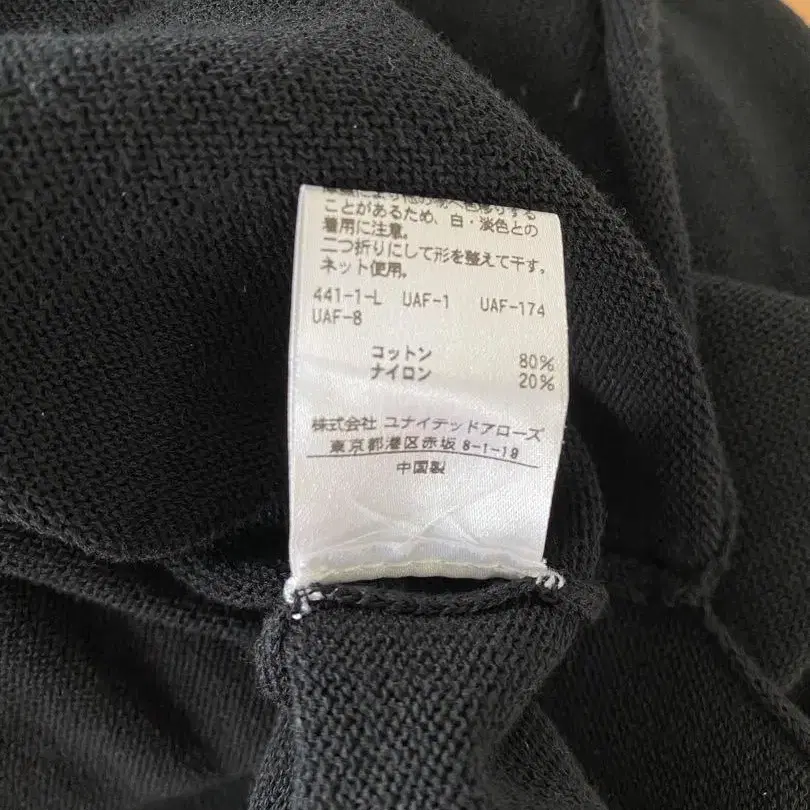 ことがあるため、白・淡色との
着用に注意。
二つ折りにして形を整えて干す。
ネット使用。
441-1-L UAF-1 UAF-174
UAF-8
コットン 80%
ナイロン 20%
株式会社 ユナイテッドアローズ
東京都港区赤坂 8-1-19
中国製